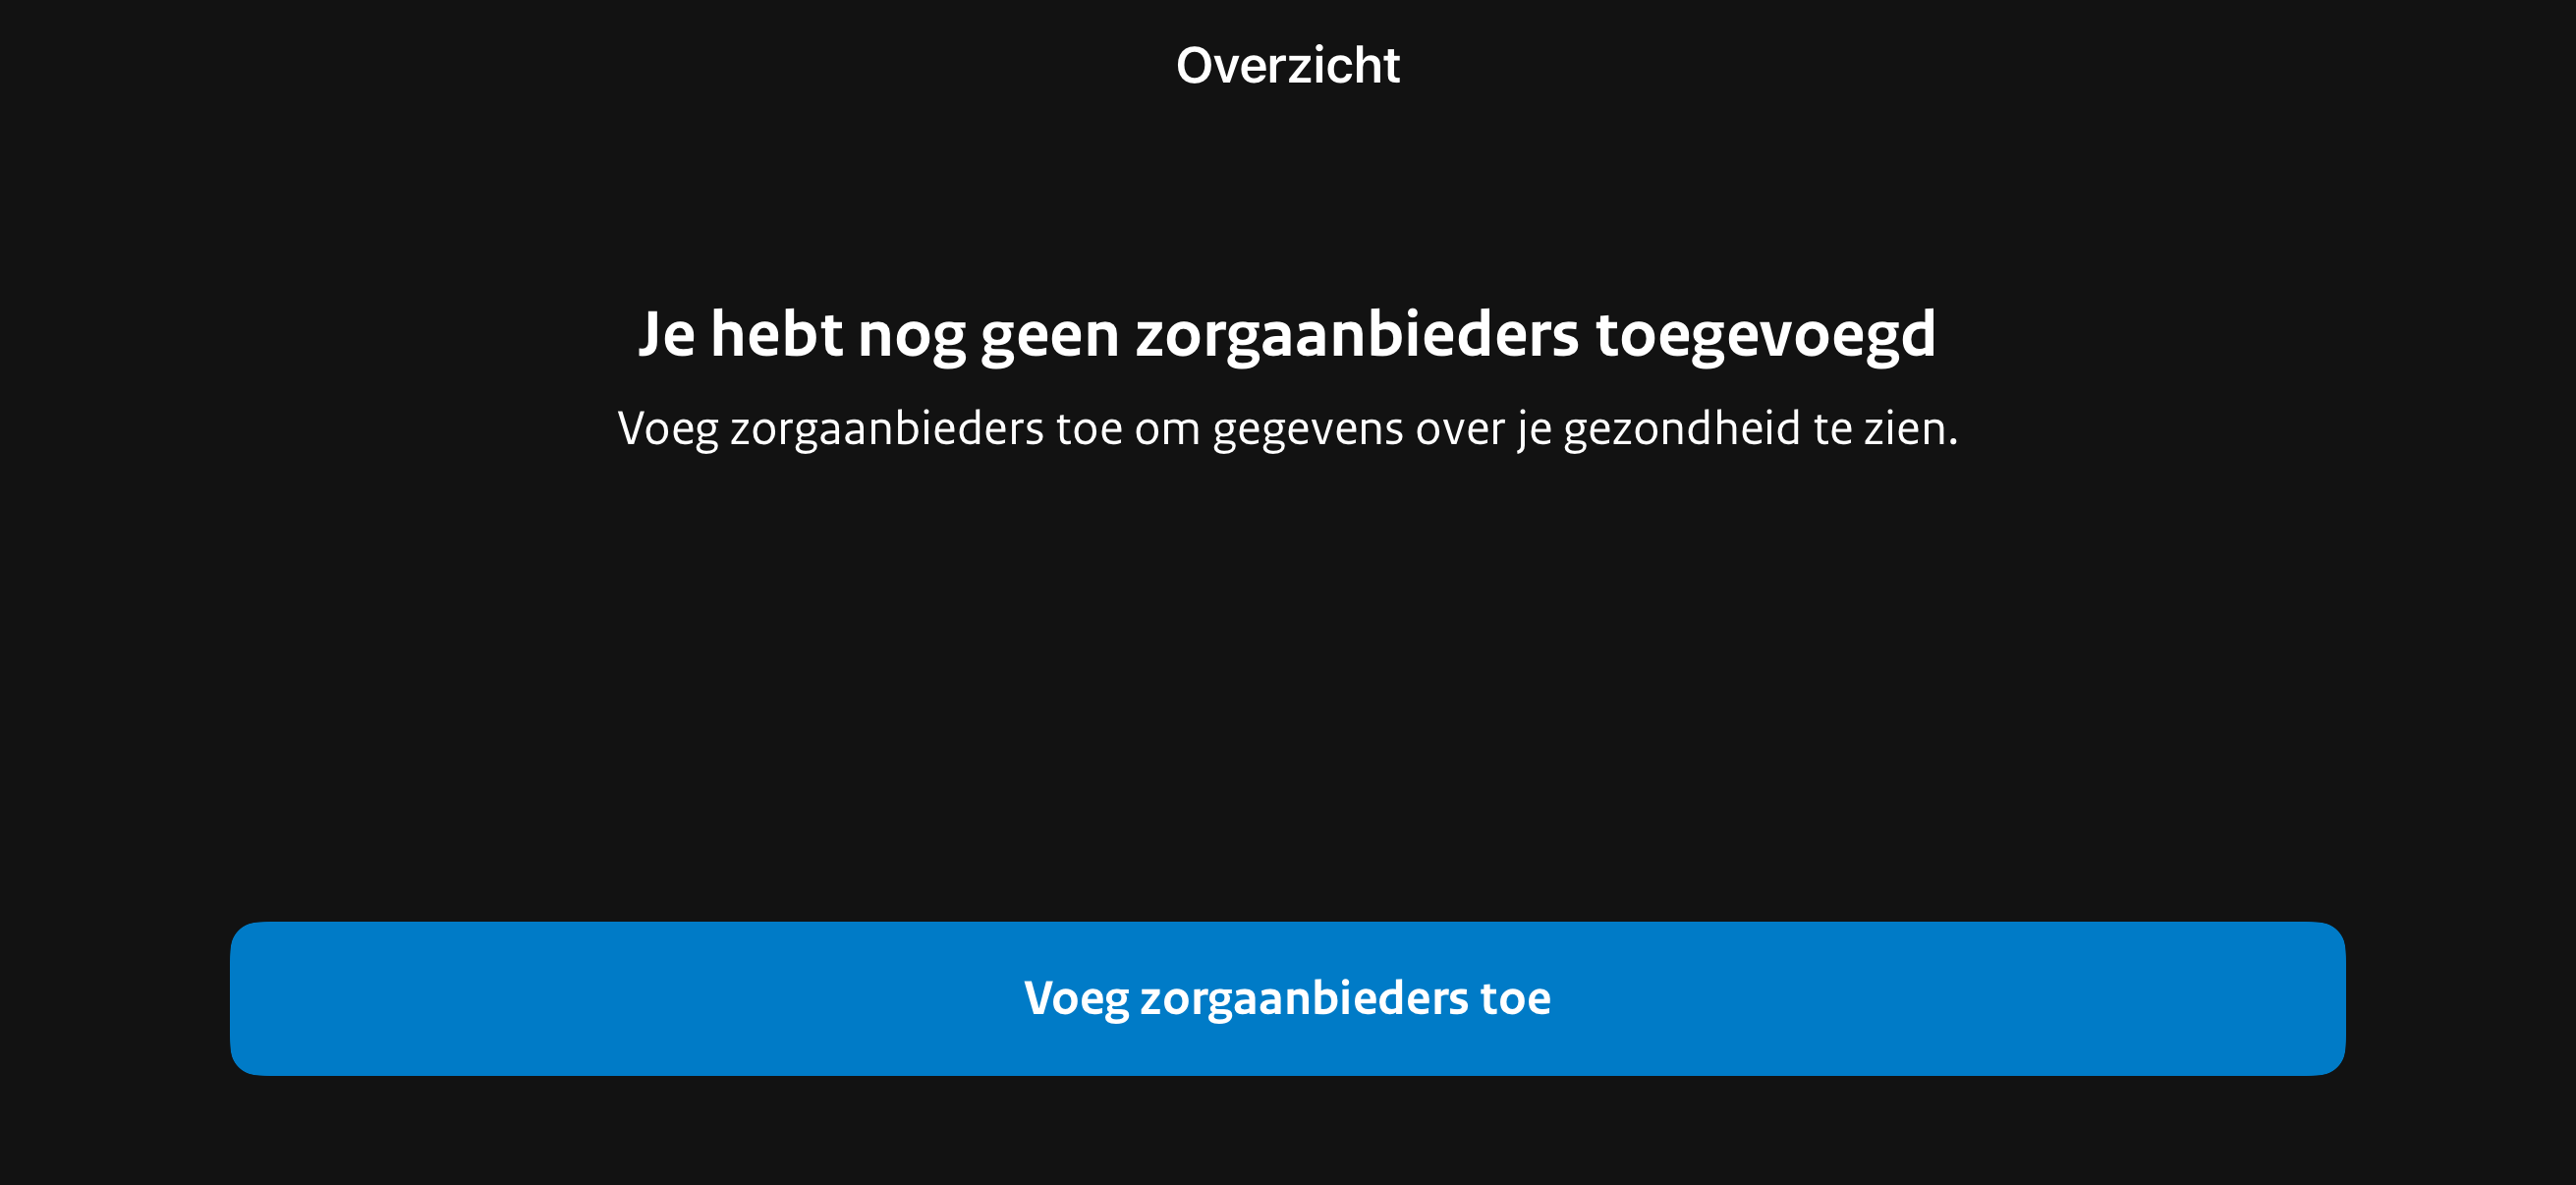 Overzicht
Je hebt nog geen zorgaanbieders toegevoegd
Voeg zorgaanbieders toe om gegevens over je gezondheid te zien.
Voeg zorgaanbieders toe